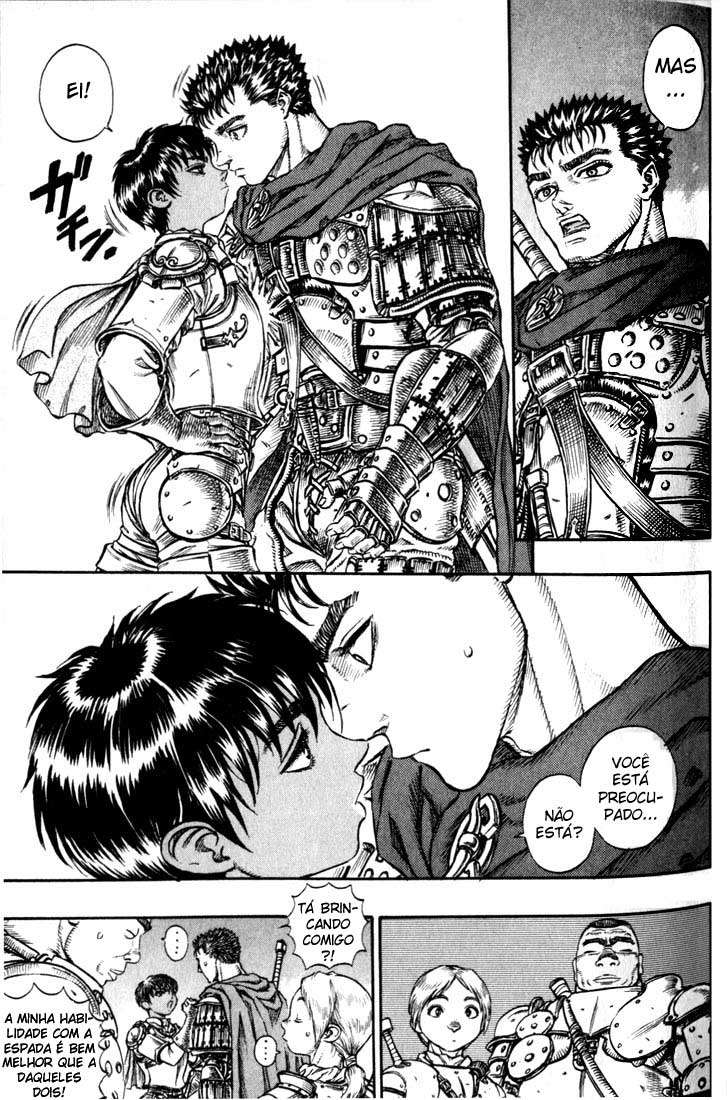 MAS
...
EI!
ガチン
VOCÊ
ESTÁ
PREOCU-
PADO...
NÃO
ESTÁ?
TÁ BRIN-
CANDO
COMIGO
?!
...
...
A MINHA HABI-
LIDADE COM A
ESPADA É BEM
MELHOR QUE A
DAQUELES
DOIS!